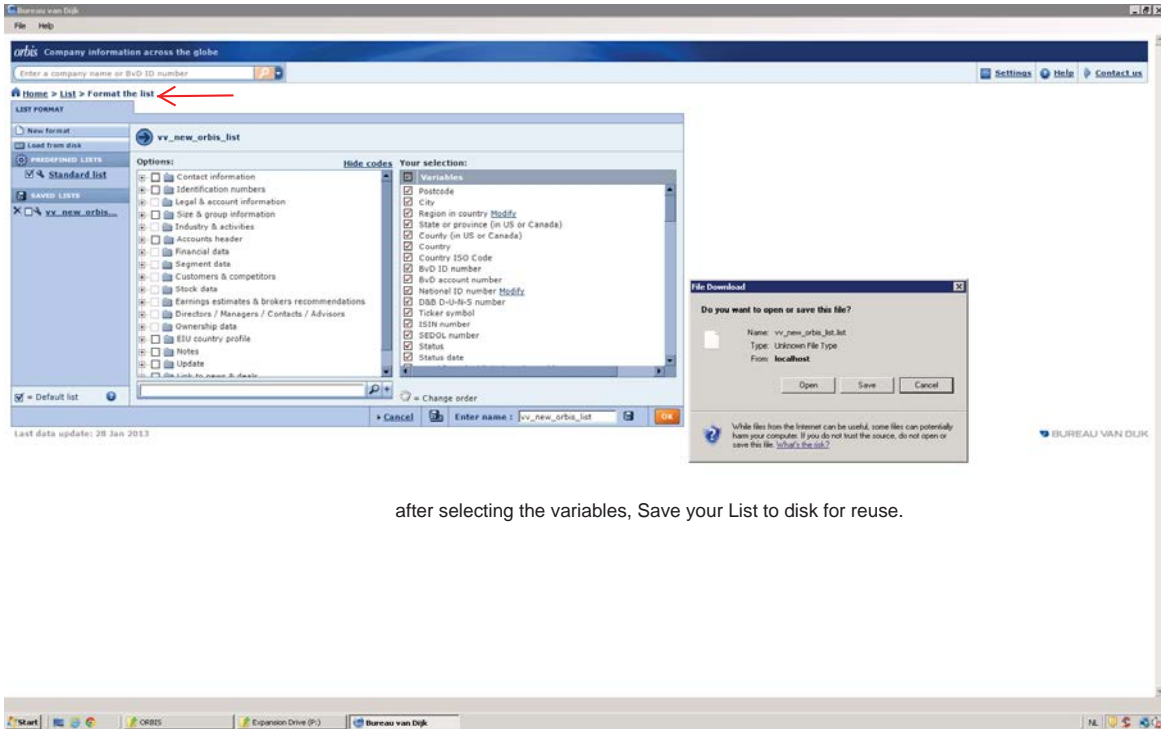 Bureau van Dijk
File Help
orbis Company information across the globe
Enter a company name or BvD ID number
Settings Help Contact us
Home > List > Format the list
LIST FORMAT
New format
Load from disk
PREDEFINED LISTS
Standard list
SAVED LISTS
vv_new_orbis...
= Default list
vv_new_orbis_list
Options: Hide codes
Contact information
Identification numbers
Legal & account information
Size & group information
Industry & activities
Accounts header
Financial data
Segment data
Customers & competitors
Stock data
Earnings estimates & brokers recommendations
Directors / Managers / Contacts / Advisors
Ownership data
EIU country profile
Notes
Update
Link to news & deals
Your selection:
Variables
Postcode
City
Region in country Modify
State or province (in US or Canada)
County (in US or Canada)
Country
Country ISO Code
BvD ID number
BvD account number
National ID number Modify
D&B D-U-N-S number
Ticker symbol
ISIN number
SEDOL number
Status
Status date
= Change order
Cancel Enter name : vv_new_orbis_list OK
Last data update: 28 Jan 2013
BUREAU VAN DIJK
File Download
Do you want to open or save this file?
Name: vv_new_orbis_list.list
Type: Unknown File Type
From: localhost
Open Save Cancel
While files from the Internet can be useful, some files can potentially
harm your computer. If you do not trust the source, do not open or
save this file. What's the risk?
after selecting the variables, Save your List to disk for reuse.
Start ORBIS Expansion Drive (P:) Bureau van Dijk NL